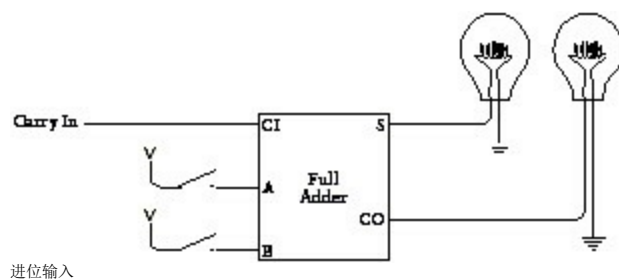 Carry In
CI
S
V
A
Full
Adder
V
CO
B
进位输入